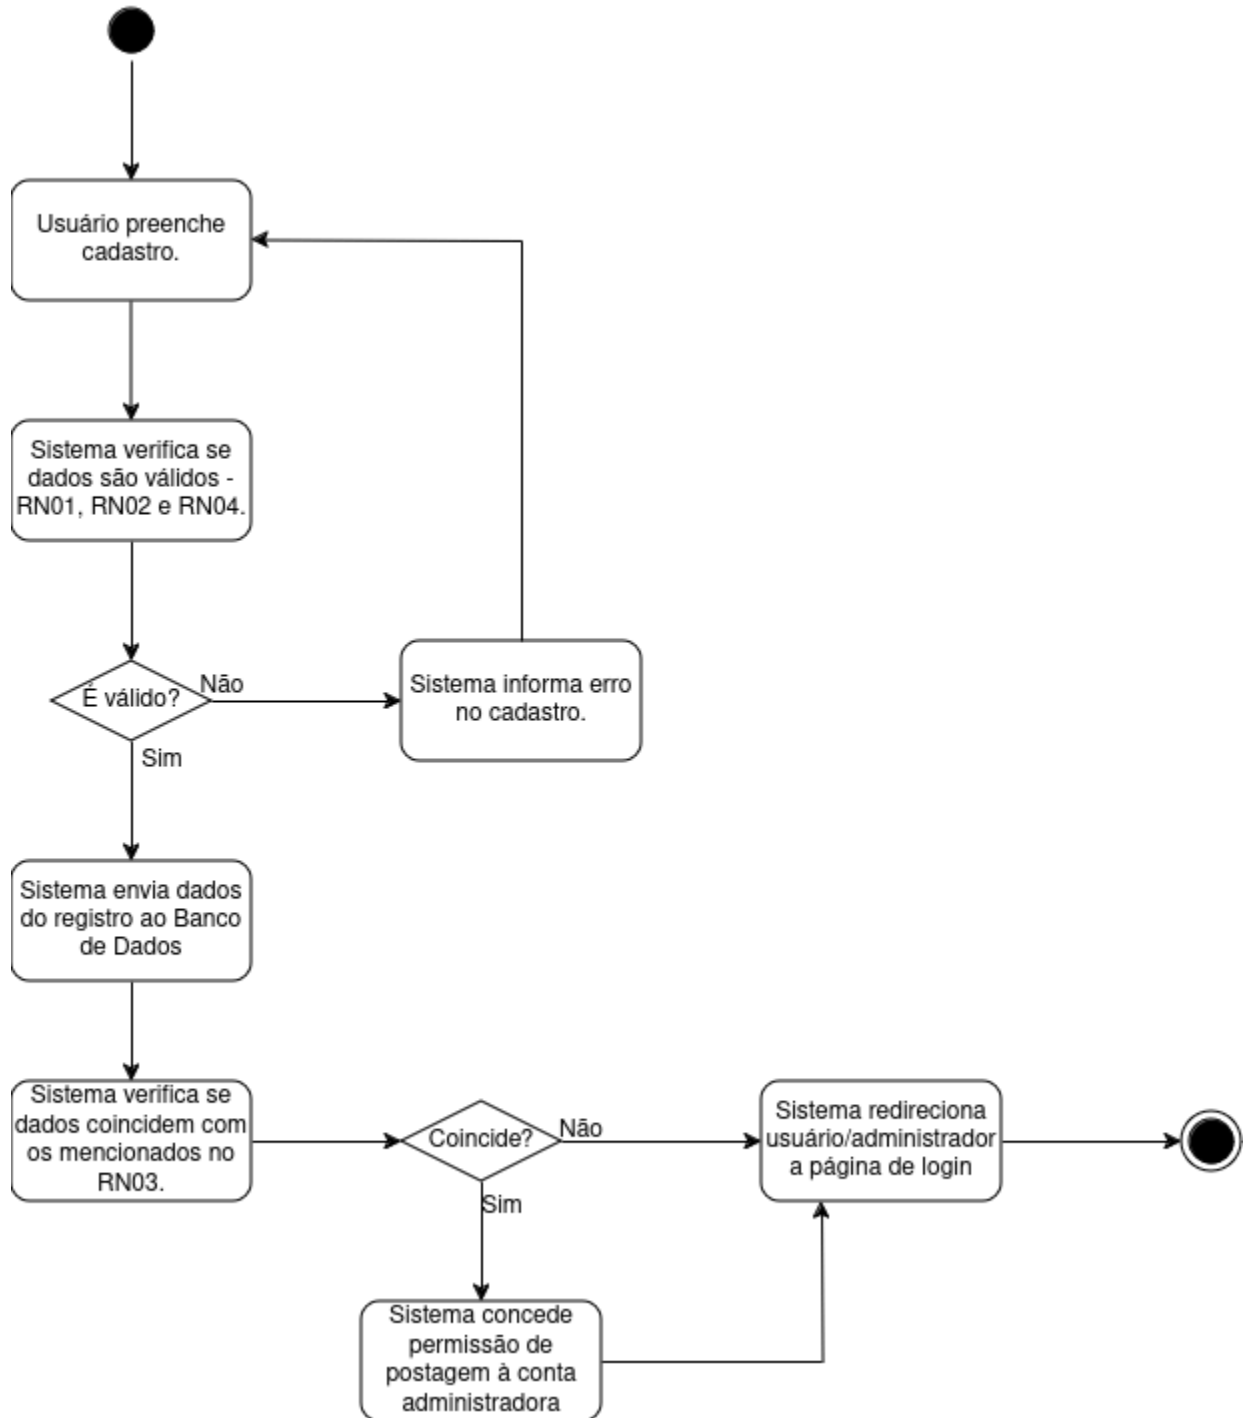 Usuário preenche
cadastro.
Sistema verifica se
dados são válidos -
RN01, RN02 e RN04.
É válido?
Não
Sistema informa erro
no cadastro.
Sim
Sistema envia dados
do registro ao Banco
de Dados
Sistema verifica se
dados coincidem com
os mencionados no
RN03.
Coincide?
Não
Sistema redireciona
usuário/administrador
a página de login
Sim
Sistema concede
permissão de
postagem à conta
administradora